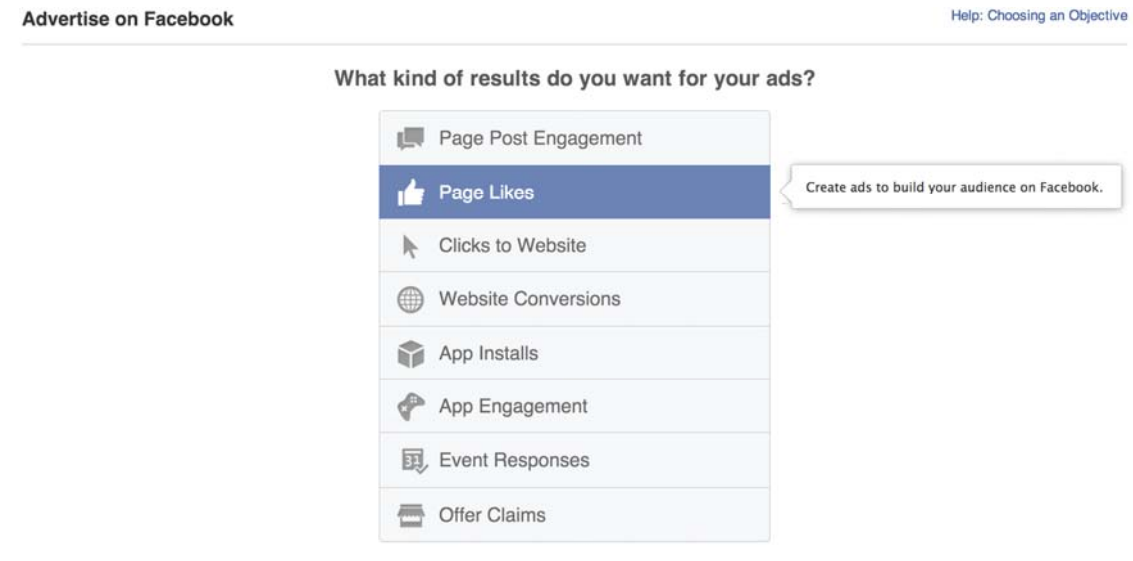 Advertise on Facebook
Help: Choosing an Objective
What kind of results do you want for your ads?
Page Post Engagement
Page Likes
Create ads to build your audience on Facebook.
Clicks to Website
Website Conversions
App Installs
App Engagement
31
Event Responses
Offer Claims